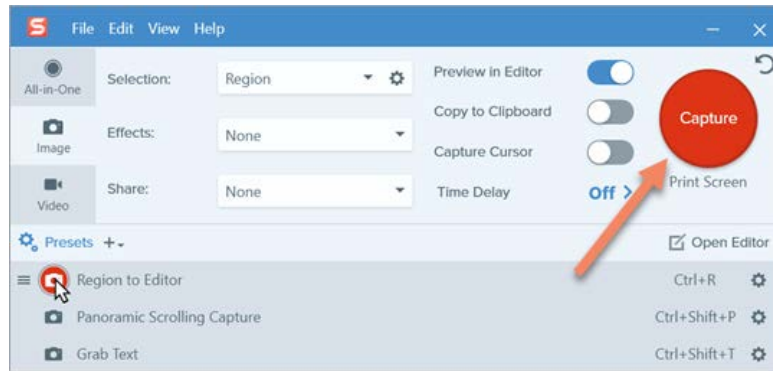 S File Edit View Help
All-in-One
Image
Video
Selection: Region
Effects: None
Share: None
Preview in Editor
Copy to Clipboard
Capture Cursor
Time Delay Off >
Capture
Print Screen
Presets + Open Editor
Region to Editor Ctrl+R
Panoramic Scrolling Capture Ctrl+Shift+P
Grab Text Ctrl+Shift+T